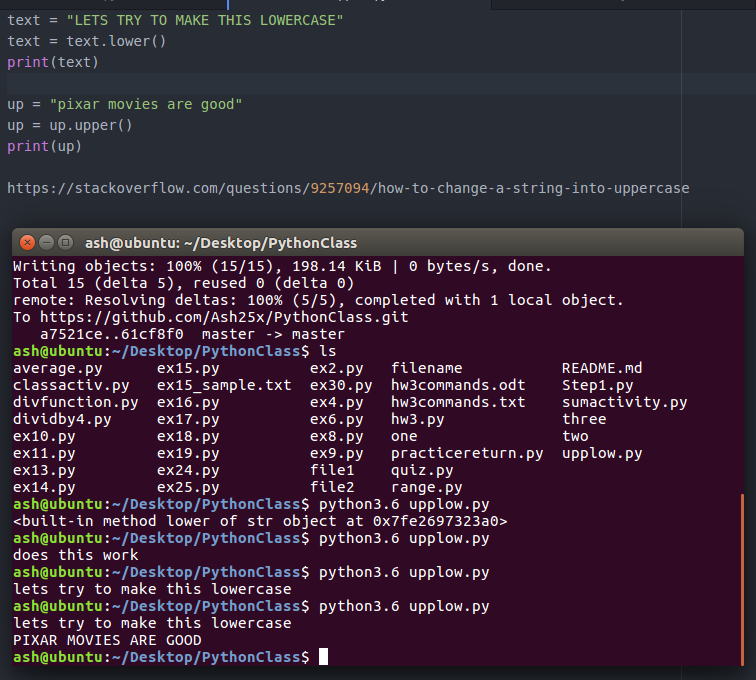 text = "LETS TRY TO MAKE THIS LOWERCASE"
text = text.lower()
print(text)
up = "pixar movies are good"
up = up.upper()
print(up)
https://stackoverflow.com/questions/9257094/how-to-change-a-string-into-uppercase
ash@ubuntu: ~/Desktop/PythonClass
Writing objects: 100% (15/15), 198.14 KiB | 0 bytes/s, done.
Total 15 (delta 5), reused 0 (delta 0)
remote: Resolving deltas: 100% (5/5), completed with 1 local object.
To https://github.com/Ash25x/PythonClass.git
   a7521ce..61cf8f0  master -> master
ash@ubuntu:~/Desktop/PythonClass$ ls
average.py      ex15.py          ex2.py   filename           README.md
classactiv.py   ex15_sample.txt  ex30.py  hw3commands.odt    Step1.py
divfunction.py  ex16.py          ex4.py   hw3commands.txt    sumactivity.py
dividby4.py     ex17.py          ex6.py   hw3.py             three
ex10.py         ex18.py          ex8.py   one                two
ex11.py         ex19.py          ex9.py   practicereturn.py  upplow.py
ex13.py         ex24.py          file1    quiz.py
ex14.py         ex25.py          file2    range.py
ash@ubuntu:~/Desktop/PythonClass$ python3.6 upplow.py
<built-in method lower of str object at 0x7fe2697323a0>
ash@ubuntu:~/Desktop/PythonClass$ python3.6 upplow.py
does this work
ash@ubuntu:~/Desktop/PythonClass$ python3.6 upplow.py
lets try to make this lowercase
ash@ubuntu:~/Desktop/PythonClass$ python3.6 upplow.py
lets try to make this lowercase
PIXAR MOVIES ARE GOOD
ash@ubuntu:~/Desktop/PythonClass$